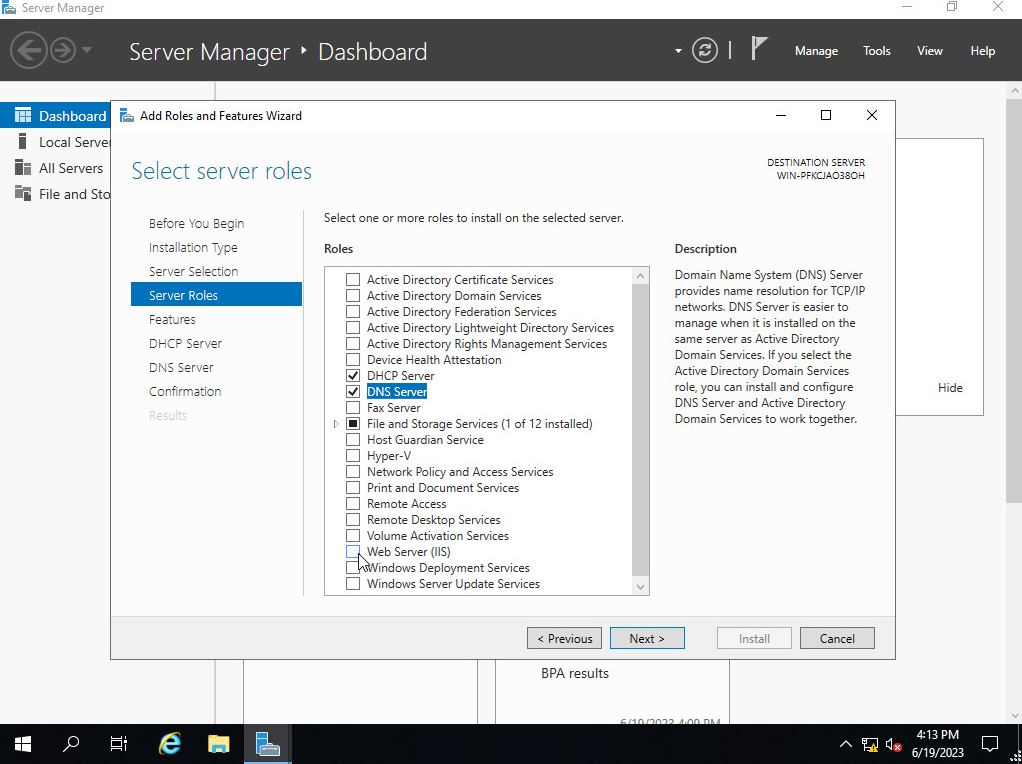 Server Manager
Server Manager ‣ Dashboard
Manage Tools View Help
Dashboard
Local Server
All Servers
File and Sto
Add Roles and Features Wizard
Select server roles
DESTINATION SERVER
WIN-PFKCJAO38OH
Before You Begin
Installation Type
Server Selection
Server Roles
Features
DHCP Server
DNS Server
Confirmation
Results
Select one or more roles to install on the selected server.
Roles
Active Directory Certificate Services
Active Directory Domain Services
Active Directory Federation Services
Active Directory Lightweight Directory Services
Active Directory Rights Management Services
Device Health Attestation
DHCP Server
DNS Server
Fax Server
File and Storage Services (1 of 12 installed)
Host Guardian Service
Hyper-V
Network Policy and Access Services
Print and Document Services
Remote Access
Remote Desktop Services
Volume Activation Services
Web Server (IIS)
Windows Deployment Services
Windows Server Update Services
Description
Domain Name System (DNS) Server
provides name resolution for TCP/IP
networks. DNS Server is easier to
manage when it is installed on the
same server as Active Directory
Domain Services. If you select the
Active Directory Domain Services
role, you can install and configure
DNS Server and Active Directory
Domain Services to work together.
Hide
< Previous
Next >
Install
Cancel
BPA results
6/19/2023 4:09 PM
4:13 PM
6/19/2023